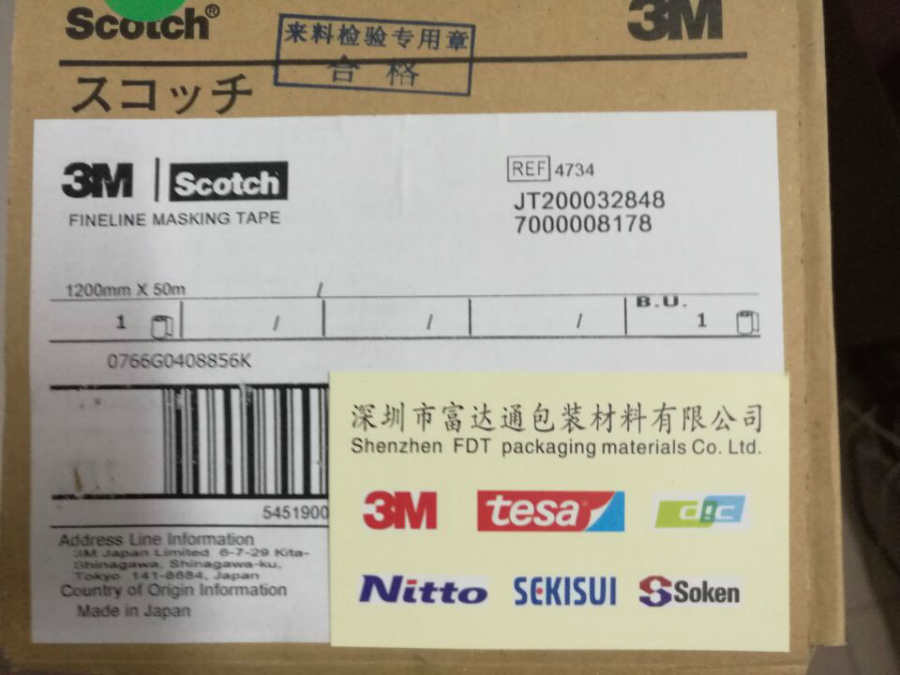 Scotch®
3M
来料检验专用章
合格
スコッチ
3M Scotch
FINELINE MASKING TAPE
REF 4734
JT200032848
7000008178
1200mm X 50m /
B.U.
1 / / / 1
0766G0408856K
5451900
Address Line Information
3M Japan Limited 6-7-29 Kita-
Shinagawa, Shinagawa-ku,
Tokyo 141-8684, Japan
Country of Origin Information
Made in Japan
深圳市富达通包装材料有限公司
Shenzhen FDT packaging materials Co. Ltd.
3M tesa dic
Nitto SEKISUI Soken